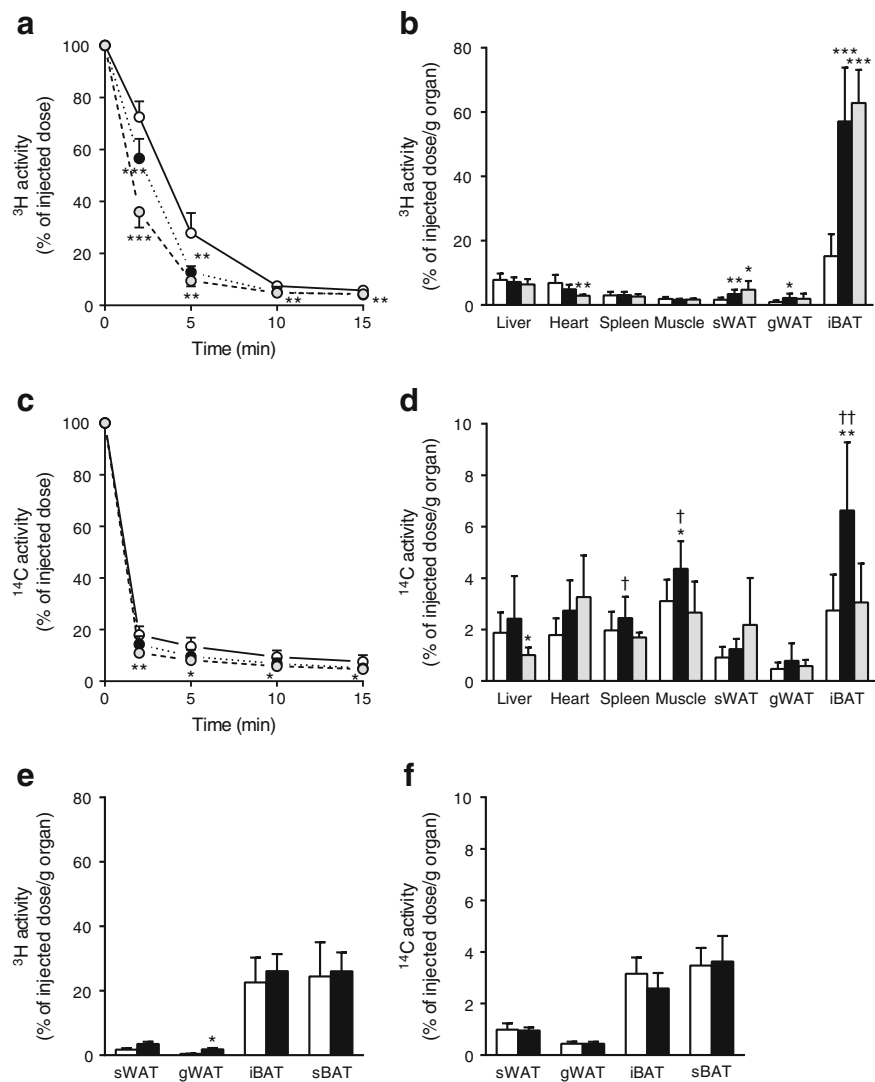 a
³H activity
(% of injected dose)
100
80
60
40
20
0
***
***
**
**
**
**
0 5 10 15
Time (min)
b
³H activity
(% of injected dose/g organ)
80
60
40
20
0
**
**
*
*
***
***
Liver Heart Spleen Muscle sWAT gWAT iBAT
c
¹⁴C activity
(% of injected dose)
100
80
60
40
20
0
**
*
*
*
0 5 10 15
Time (min)
d
¹⁴C activity
(% of injected dose/g organ)
10
8
6
4
2
0
*
†
†
*
††
**
Liver Heart Spleen Muscle sWAT gWAT iBAT
e
³H activity
(% of injected dose/g organ)
80
60
40
20
0
*
sWAT gWAT iBAT sBAT
f
¹⁴C activity
(% of injected dose/g organ)
10
8
6
4
2
0
sWAT gWAT iBAT sBAT